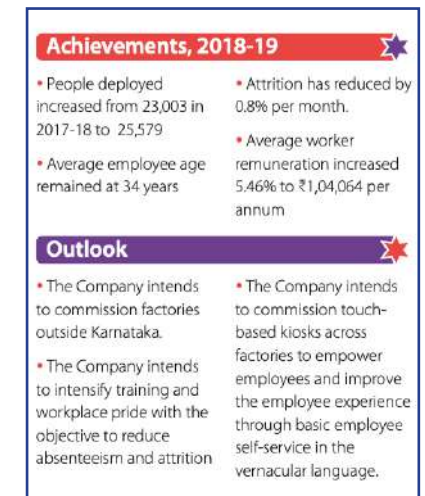 Achievements, 2018-19
• People deployed
increased from 23,003 in
2017-18 to 25,579
• Average employee age
remained at 34 years
• Attrition has reduced by
0.8% per month.
• Average worker
remuneration increased
5.46% to ₹1,04,064 per
annum
Outlook
• The Company intends
to commission factories
outside Karnataka.
• The Company intends
to intensify training and
workplace pride with the
objective to reduce
absenteeism and attrition
• The Company intends
to commission touch-
based kiosks across
factories to empower
employees and improve
the employee experience
through basic employee
self-service in the
vernacular language.